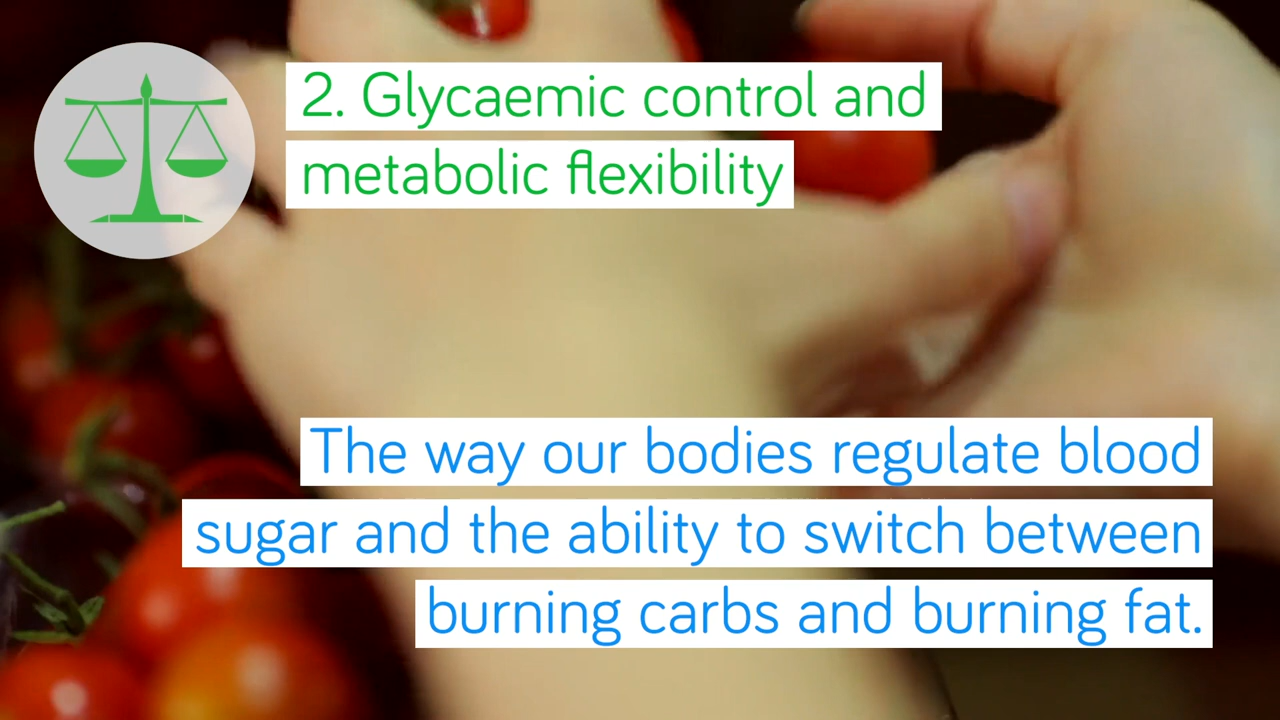 2. Glycaemic control and
metabolic flexibility
The way our bodies regulate blood
sugar and the ability to switch between
burning carbs and burning fat.